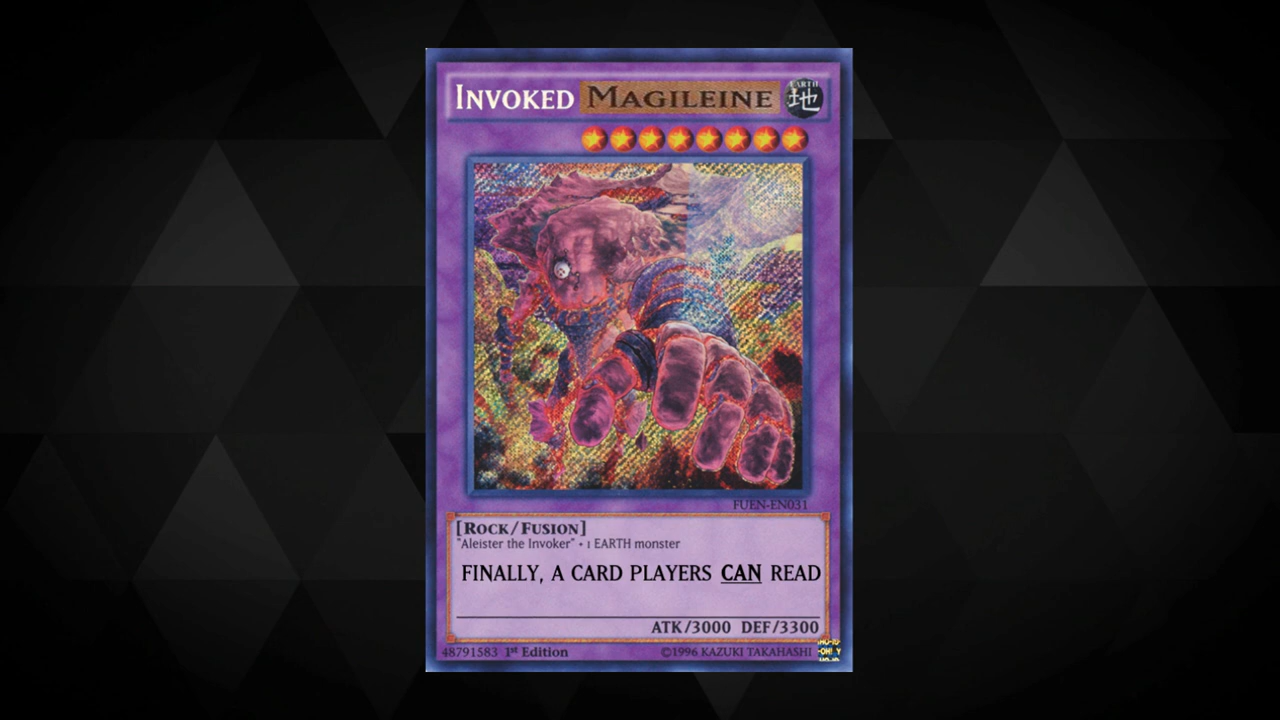 INVOKED MAGILEINE
EARTH
地
FUEN-EN031
[ROCK/FUSION]
"Aleister the Invoker" + 1 EARTH monster
FINALLY, A CARD PLAYERS CAN READ
ATK/3000 DEF/3300
48791583 1st Edition ©1996 KAZUKI TAKAHASHI